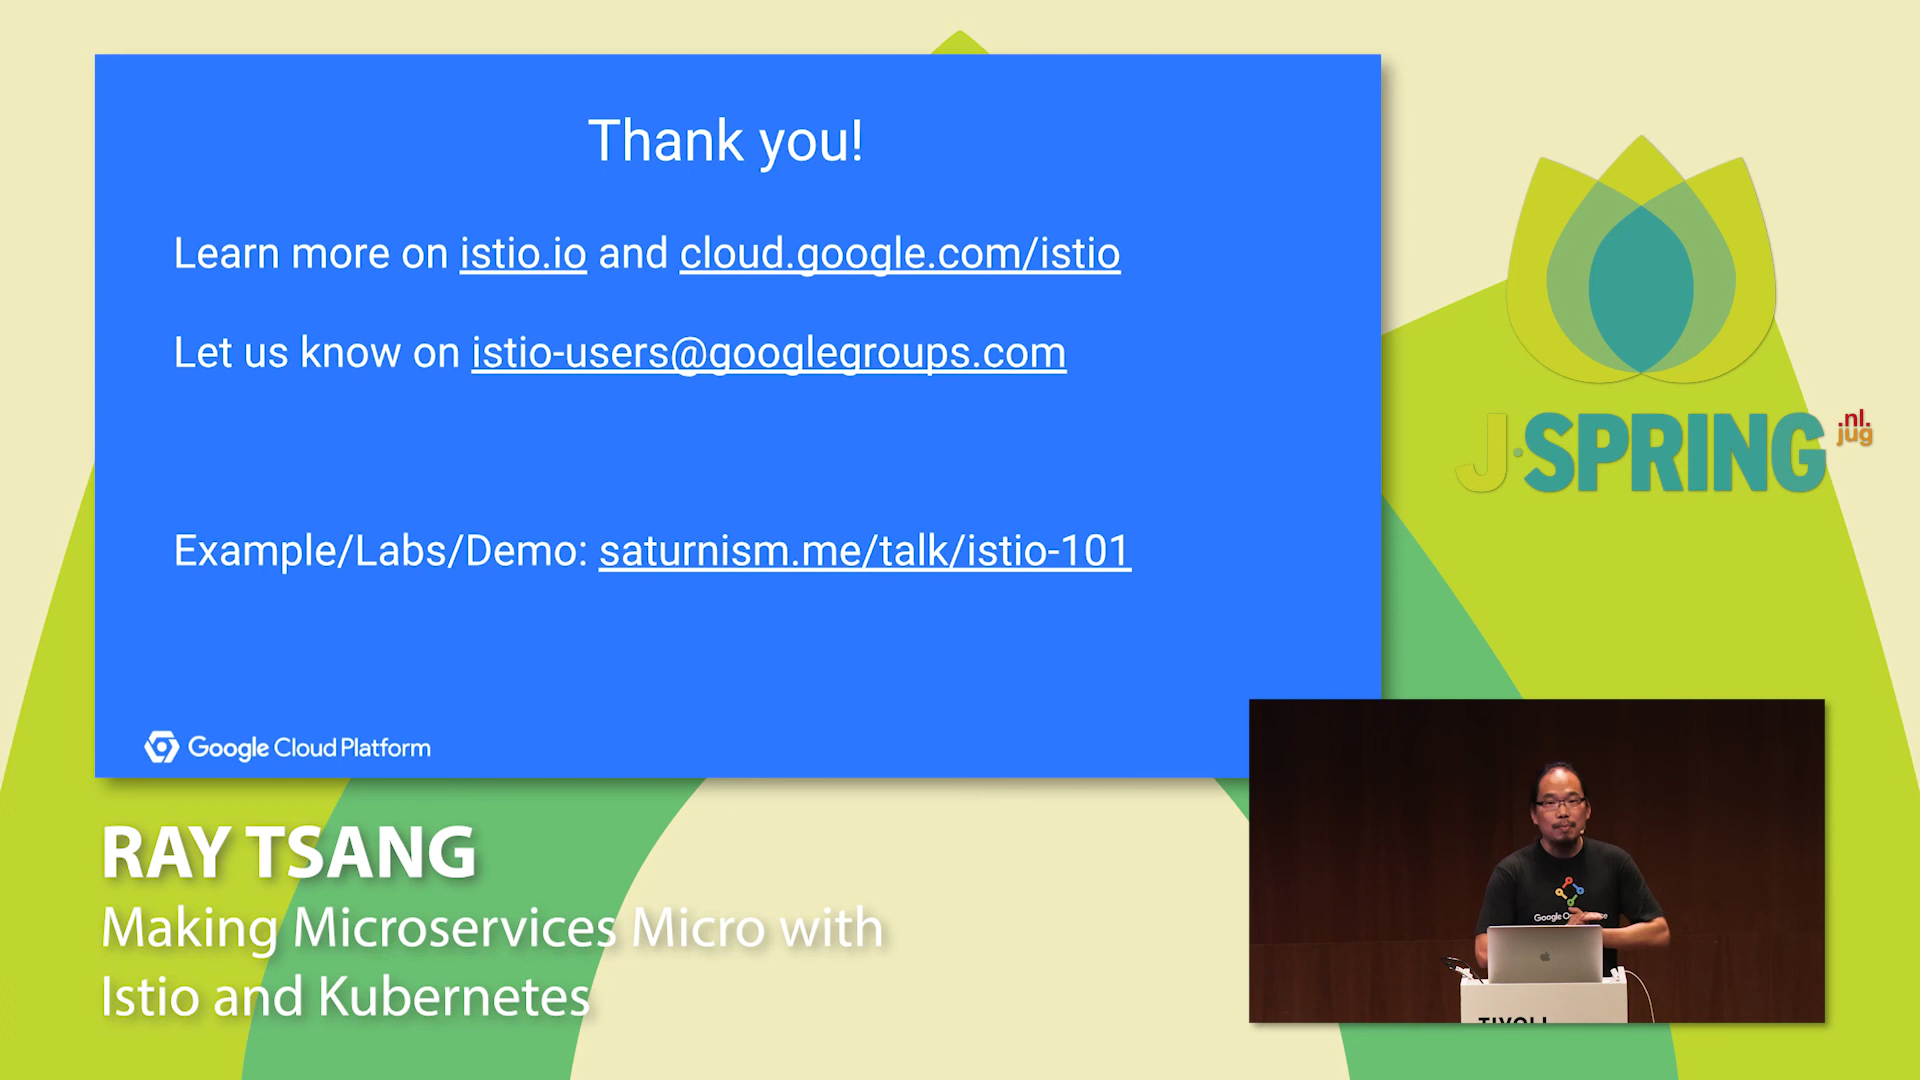 Thank you!
Learn more on istio.io and cloud.google.com/istio
Let us know on istio-users@googlegroups.com
Example/Labs/Demo: saturnism.me/talk/istio-101
Google Cloud Platform
J·SPRING
.nl.
jug
RAY TSANG
Making Microservices Micro with
Istio and Kubernetes
Google
TIVOLI